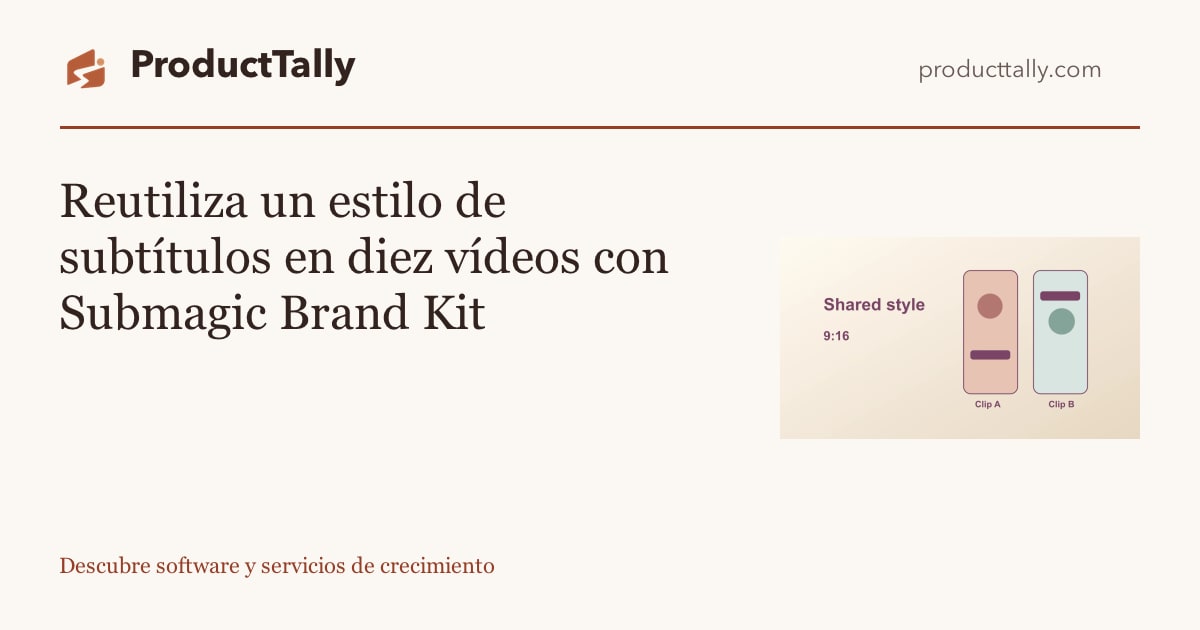 ProductTally
producttally.com
Reutiliza un estilo de
subtítulos en diez vídeos con
Submagic Brand Kit
Shared style
9:16
Clip A
Clip B
Descubre software y servicios de crecimiento